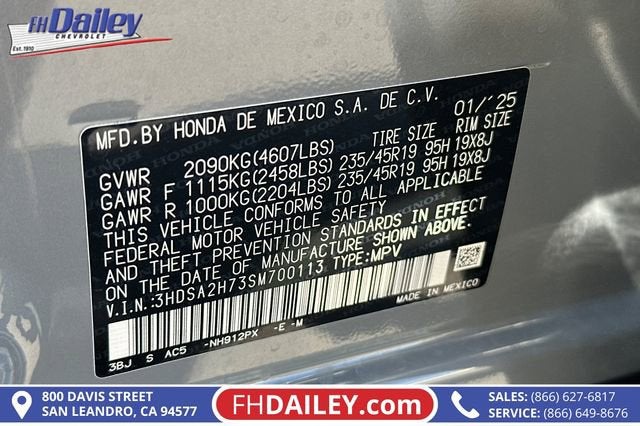 FHDailey
CHEVROLET
Est. 1910
MFD. BY HONDA DE MEXICO S.A. DE C.V. 01/'25
GVWR 2090KG(4607LBS) TIRE SIZE RIM SIZE
GAWR F 1115KG(2458LBS) 235/45R19 95H 19X8J
GAWR R 1000KG(2204LBS) 235/45R19 95H 19X8J
THIS VEHICLE CONFORMS TO ALL APPLICABLE
FEDERAL MOTOR VEHICLE SAFETY
AND THEFT PREVENTION STANDARDS IN EFFECT
ON THE DATE OF MANUFACTURE SHOWN ABOVE.
V.I.N.:3HDSA2H73SM700113 TYPE:MPV
MADE IN MEXICO
3BJ S AC5 -NH912PX -E -M
800 DAVIS STREET
SAN LEANDRO, CA 94577
FHDAILEY.com
SALES: (866) 627-6817
SERVICE: (866) 649-8676